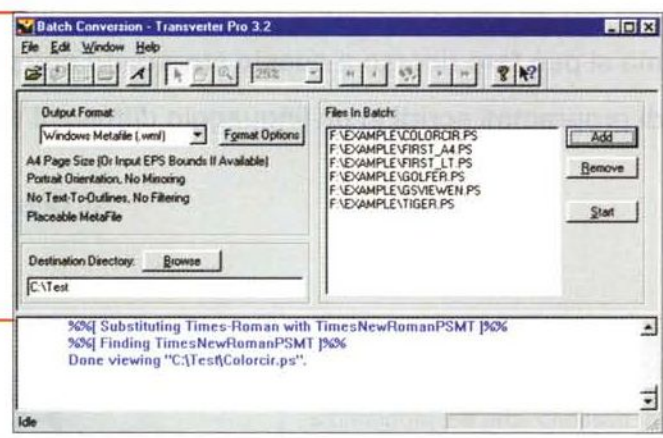 Batch Conversion - Transverter Pro 3.2
File Edit Window Help
25%
Output Format:
Windows Metafile (.wmf)
Format Options
A4 Page Size (Or Input EPS Bounds If Available)
Portrait Orientation, No Mirroring
No Text-To-Outlines, No Filtering
Placeable MetaFile
Destination Directory:
Browse
C:\Test
Files In Batch:
F:\EXAMPLE\COLORCIR.PS
F:\EXAMPLE\FIRST_A4.PS
F:\EXAMPLE\FIRST_LT.PS
F:\EXAMPLE\GOLFER.PS
F:\EXAMPLE\GSVIEWEN.PS
F:\EXAMPLE\TIGER.PS
Add
Remove
Start
%%[ Substituting Times-Roman with TimesNewRomanPSMT ]%%
%%[ Finding TimesNewRomanPSMT ]%%
Done viewing "C:\Test\Colorcir.ps".
Idle